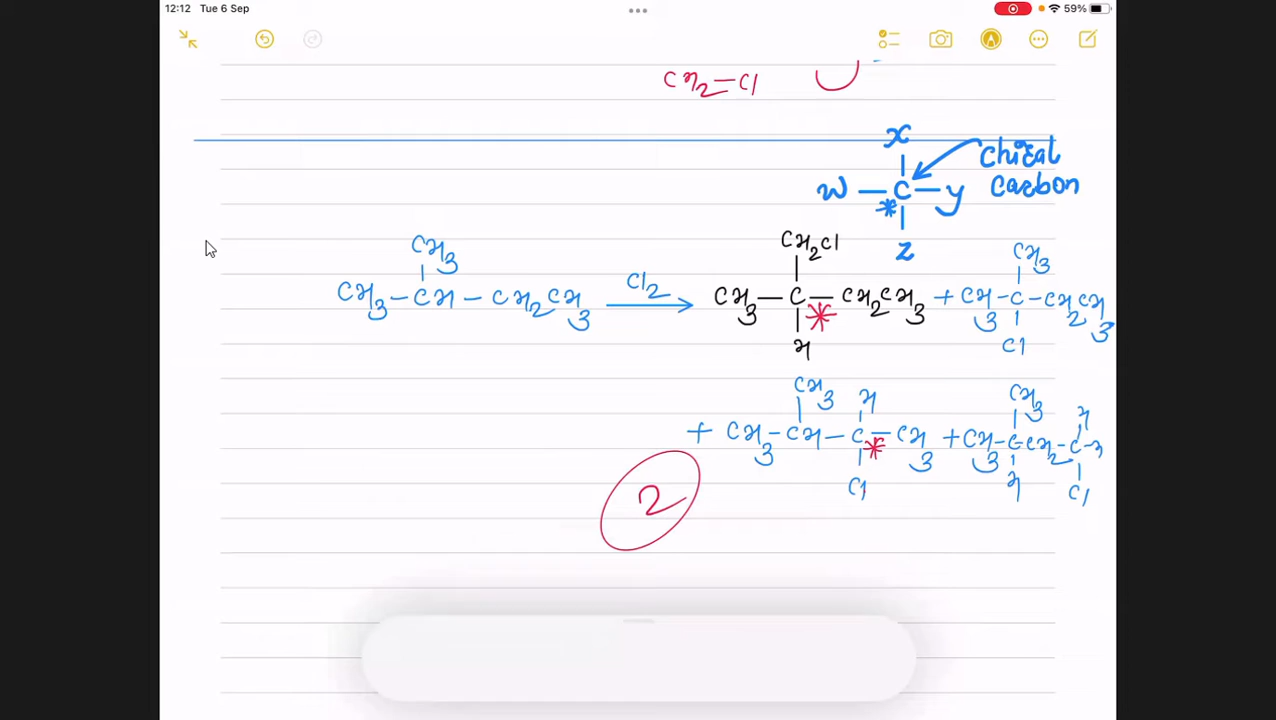 12:12 Tue 6 Sep
59%
CH2-Cl
x
w - C - y
*
z
Chiral
carbon
CH3
CH3-CH-CH2CH3
Cl2
CH2Cl
CH3-C-CH2CH3
*
H
+ CH3-C-CH2CH3
CH3
Cl
+ CH3-CH-C-CH3
CH3 H
*
Cl
+ CH3-C-CH2-C-H
CH3 H
H Cl
2